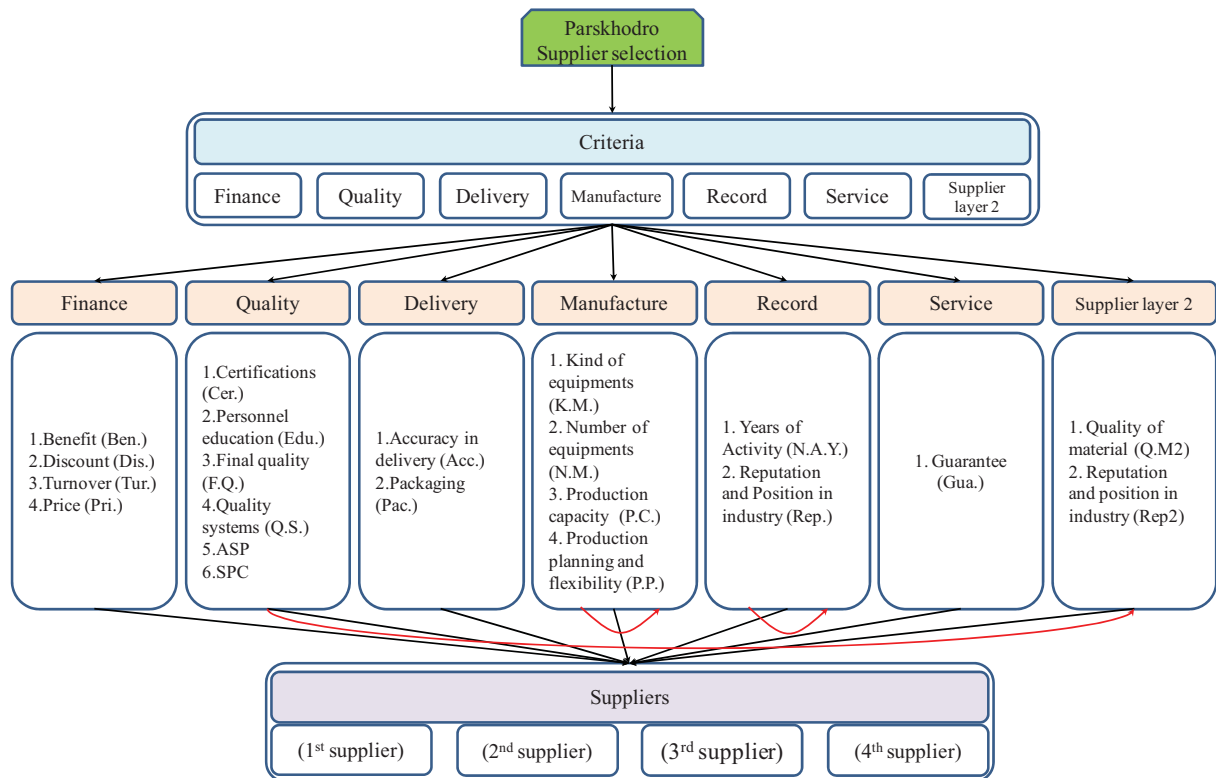 Parskhodro
Supplier selection
Criteria
Finance
Quality
Delivery
Manufacture
Record
Service
Supplier
layer 2
Finance
Quality
Delivery
Manufacture
Record
Service
Supplier layer 2
1.Benefit (Ben.)
2.Discount (Dis.)
3.Turnover (Tur.)
4.Price (Pri.)
1.Certifications
(Cer.)
2.Personnel
education (Edu.)
3.Final quality
(F.Q.)
4.Quality
systems (Q.S.)
5.ASP
6.SPC
1.Accuracy in
delivery (Acc.)
2.Packaging
(Pac.)
1. Kind of
equipments
(K.M.)
2. Number of
equipments
(N.M.)
3. Production
capacity (P.C.)
4. Production
planning and
flexibility (P.P.)
1. Years of
Activity (N.A.Y.)
2. Reputation
and Position in
industry (Rep.)
1. Guarantee
(Gua.)
1. Quality of
material (Q.M2)
2. Reputation
and position in
industry (Rep2)
Suppliers
(1st supplier)
(2nd supplier)
(3rd supplier)
(4th supplier)